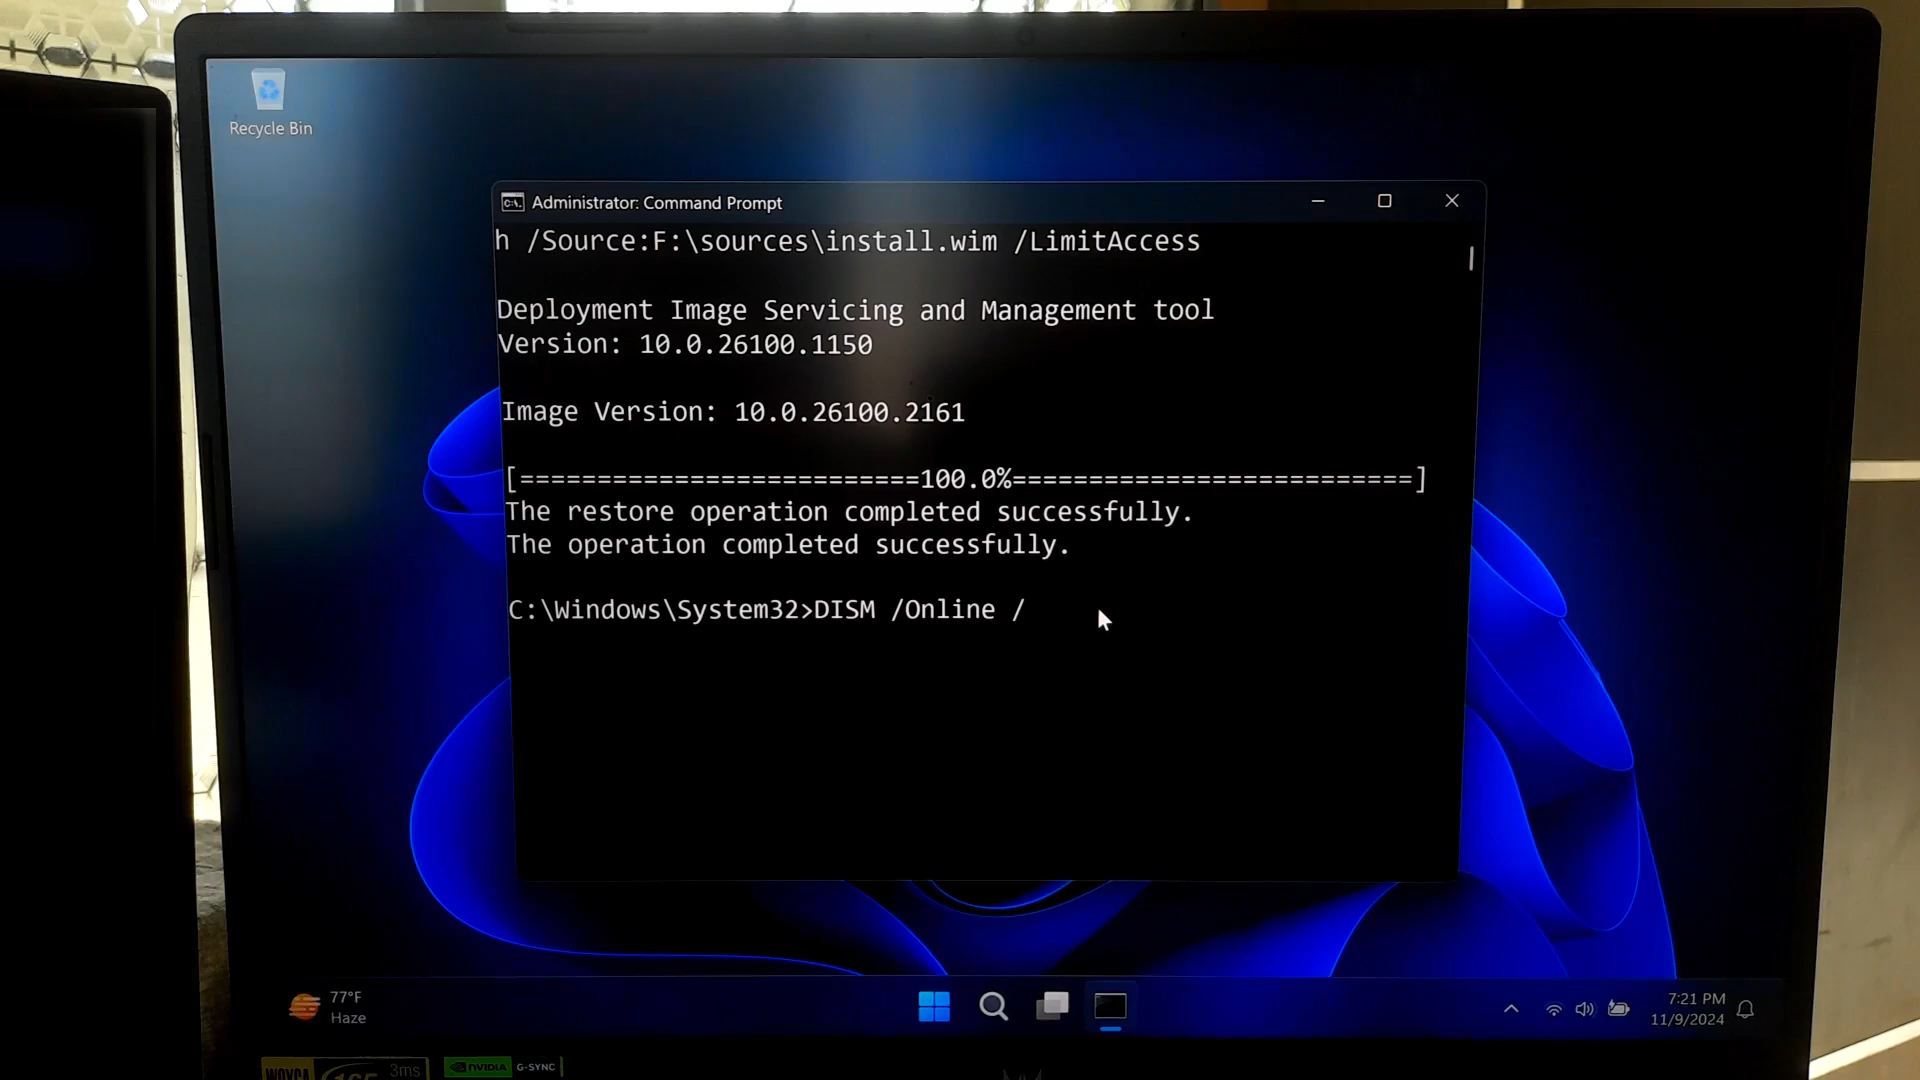 Recycle Bin
Administrator: Command Prompt
h /Source:F:\sources\install.wim /LimitAccess
Deployment Image Servicing and Management tool
Version: 10.0.26100.1150
Image Version: 10.0.26100.2161
[==========================100.0%==========================]
The restore operation completed successfully.
The operation completed successfully.
C:\Windows\System32>DISM /Online /
77°F
Haze
7:21 PM
11/9/2024
3ms
NVIDIA G-SYNC